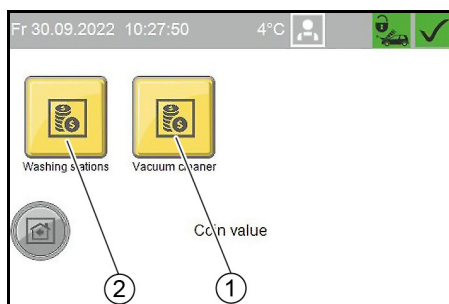 Fr 30.09.2022 10:27:50 4°C
Washing stations Vacuum cleaner
Coin value
2 1